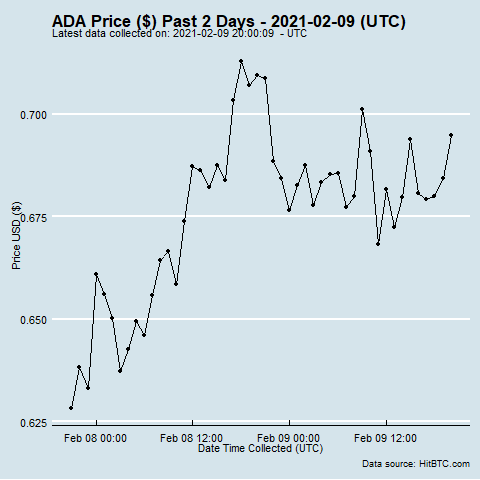 ADA Price ($) Past 2 Days - 2021-02-09 (UTC)
Latest data collected on: 2021-02-09 20:00:09 - UTC
0.700
0.675
0.650
0.625
Price USD ($)
Feb 08 00:00 Feb 08 12:00 Feb 09 00:00 Feb 09 12:00
Date Time Collected (UTC)
Data source: HitBTC.com